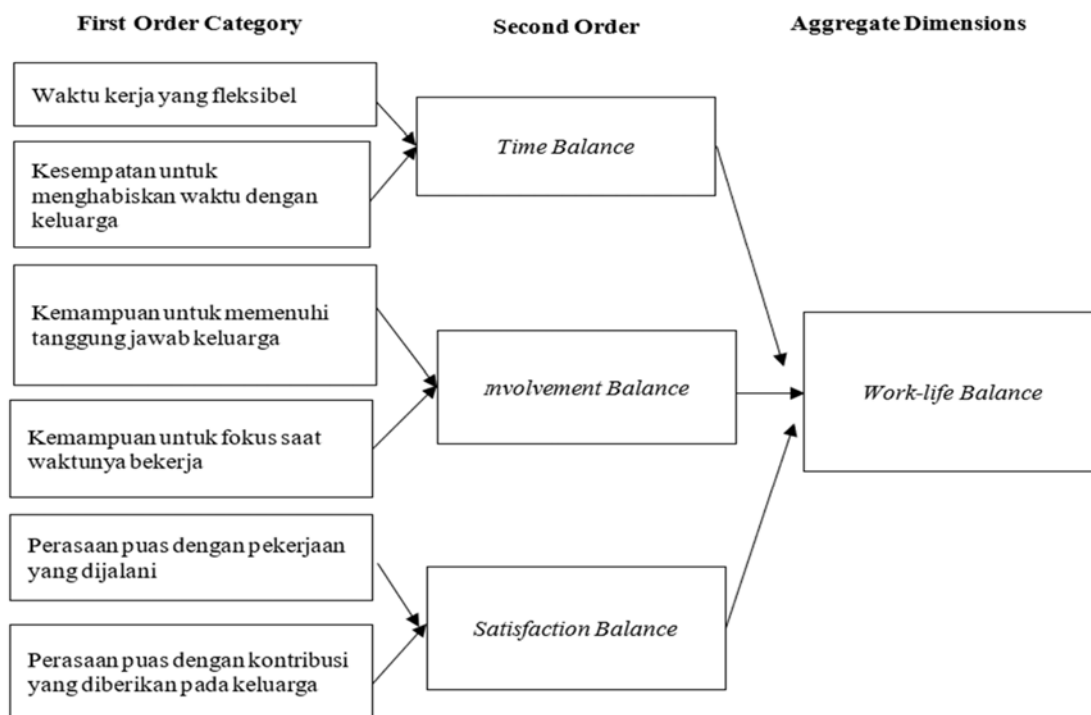 First Order Category
Second Order
Aggregate Dimensions
Waktu kerja yang fleksibel
Kesempatan untuk
menghabiskan waktu dengan
keluarga
Time Balance
Kemampuan untuk memenuhi
tanggung jawab keluarga
Kemampuan untuk fokus saat
waktunya bekerja
Involvement Balance
Work-life Balance
Perasaan puas dengan pekerjaan
yang dijalani
Perasaan puas dengan kontribusi
yang diberikan pada keluarga
Satisfaction Balance